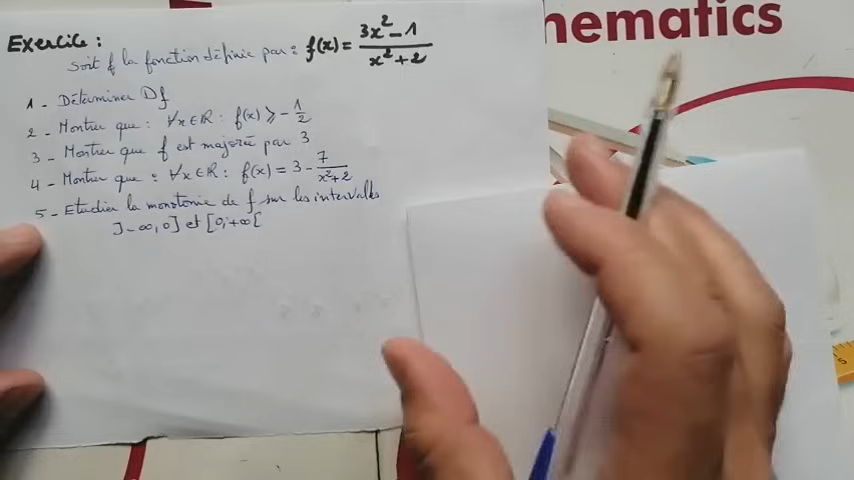 Exercice :
soit f la fonction définie par : f(x) = (3x² - 1)/(x² + 2)
1 - Déterminer Df
2 - Montrer que : ∀x∈ℝ : f(x) ≥ -1/2
3 - Montrer que f est majorée par 3
4 - Montrer que : ∀x∈ℝ : f(x) = 3 - 7/(x²+2)
5 - Etudier la monotonie de f sur les intervalles
]-∞,0] et [0,+∞[
hematics
5